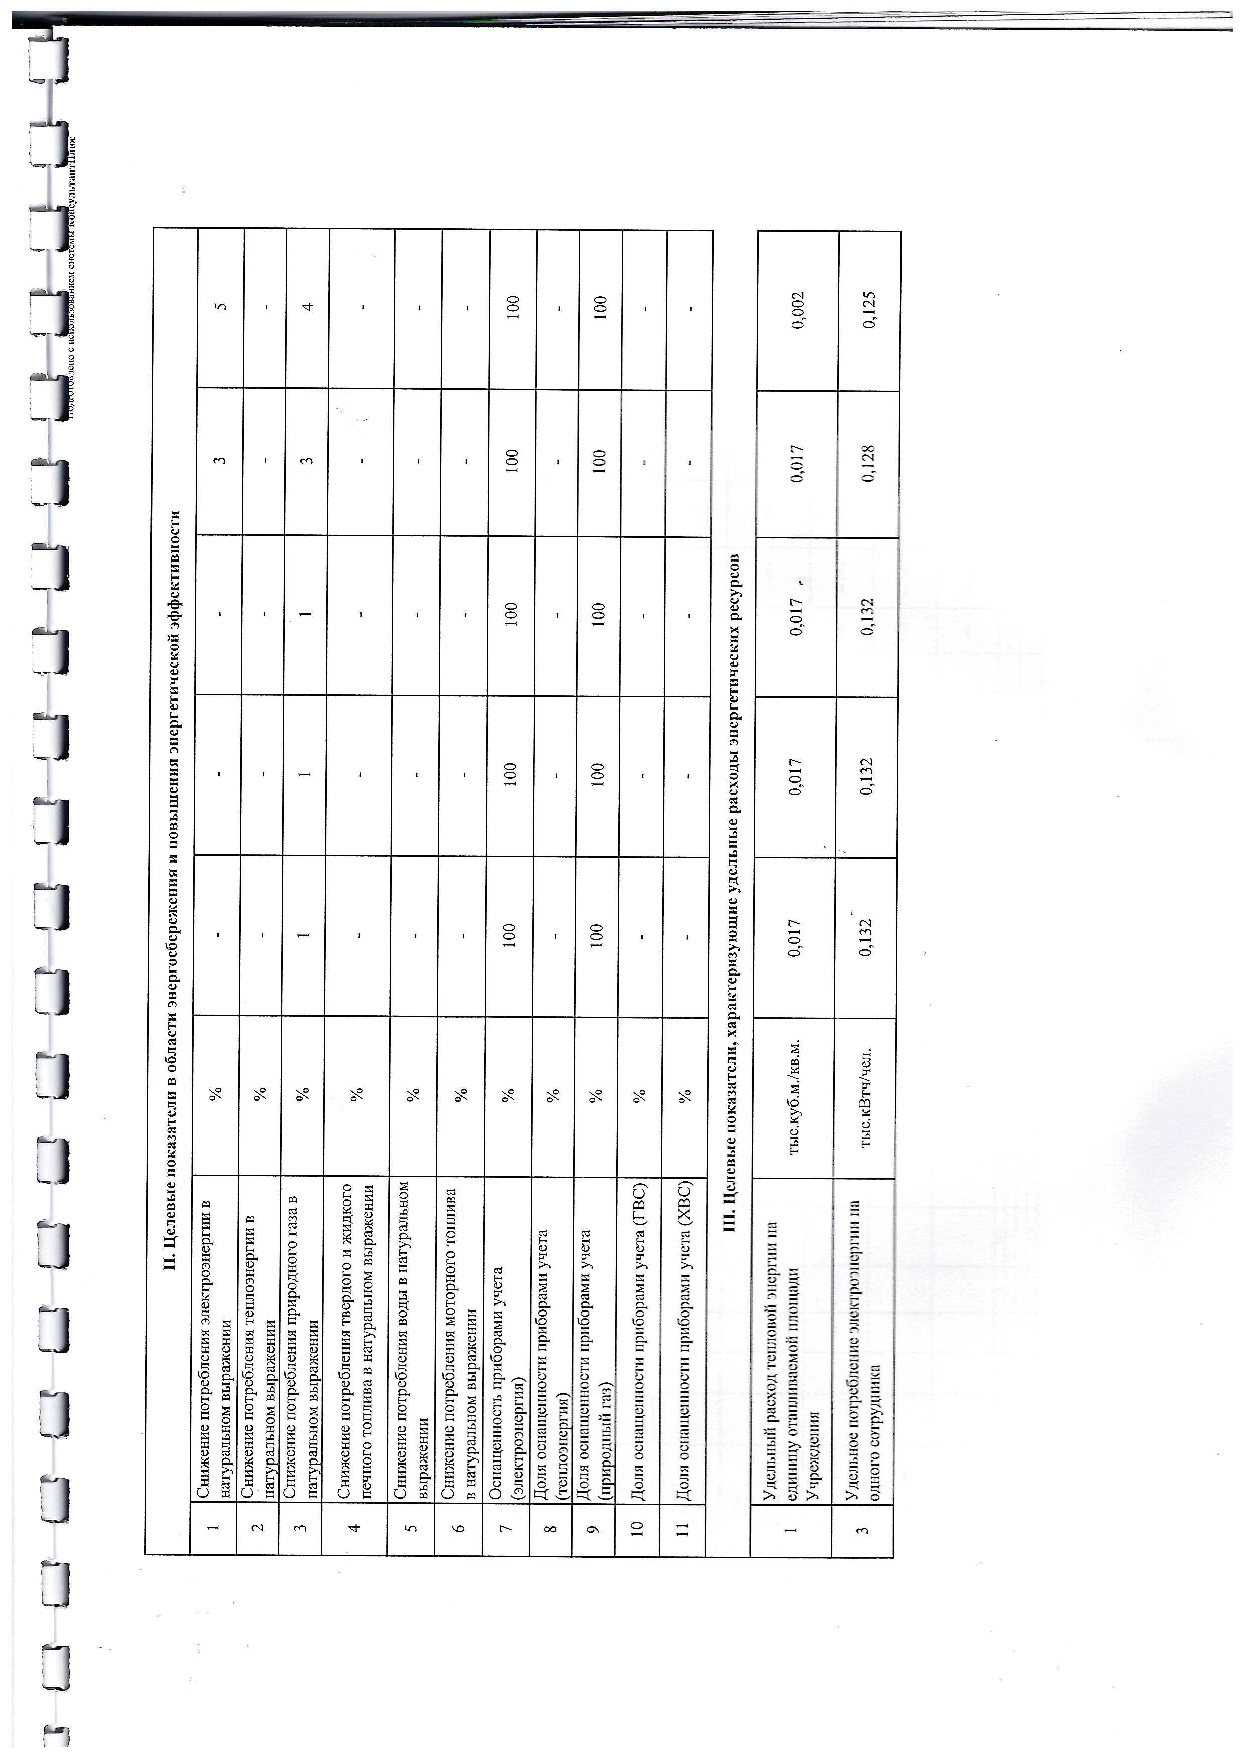 II. Целевые показатели в области энергосбережения и повышения энергетической эффективности
1 Снижение потребления электроэнергии в % - - - 3 5
натуральном выражении
2 Снижение потребления теплоэнергии в % - - - - -
натуральном выражении
3 Снижение потребления природного газа в % 1 1 1 3 4
натуральном выражении
4 Снижение потребления твердого и жидкого % - - - - -
печного топлива в натуральном выражении
5 Снижение потребления воды в натуральном % - - - - -
выражении
6 Снижение потребления моторного топлива % - - - - -
в натуральном выражении
7 Оснащенность приборами учета % 100 100 100 100 100
(электроэнергия)
8 Доля оснащенности приборами учета % - - - - -
(теплоэнергия)
9 Доля оснащенности приборами учета % 100 100 100 100 100
(природный газ)
10 Доля оснащенности приборами учета (ГВС) % - - - - -
11 Доля оснащенности приборами учета (ХВС) % - - - - -
III. Целевые показатели, характеризующие удельные расходы энергетических ресурсов
1 Удельный расход тепловой энергии на тыс.куб.м./кв.м. 0,017 0,017 0,017 0,017 0,002
единицу отапливаемой площади
Учреждения
3 Удельное потребление электроэнергии на тыс.кВтч/чел. 0,132 0,132 0,132 0,128 0,125
одного сотрудника
Подготовлено с использованием системы КонсультантПлюс